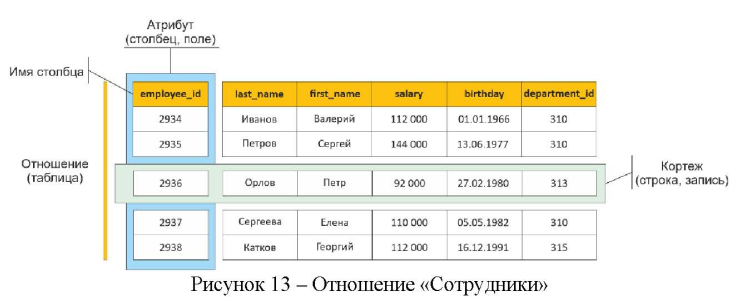 Атрибут
(столбец, поле)
Имя столбца
employee_id last_name first_name salary birthday department_id
2934 Иванов Валерий 112 000 01.01.1966 310
2935 Петров Сергей 144 000 13.06.1977 310
Отношение
(таблица)
2936 Орлов Петр 92 000 27.02.1980 313
Кортеж
(строка, запись)
2937 Сергеева Елена 110 000 05.05.1982 310
2938 Катков Георгий 112 000 16.12.1991 315
Рисунок 13 – Отношение «Сотрудники»